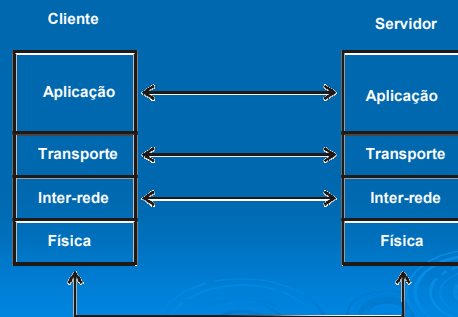 Cliente
Servidor
Aplicação
Aplicação
Transporte
Transporte
Inter-rede
Inter-rede
Física
Física